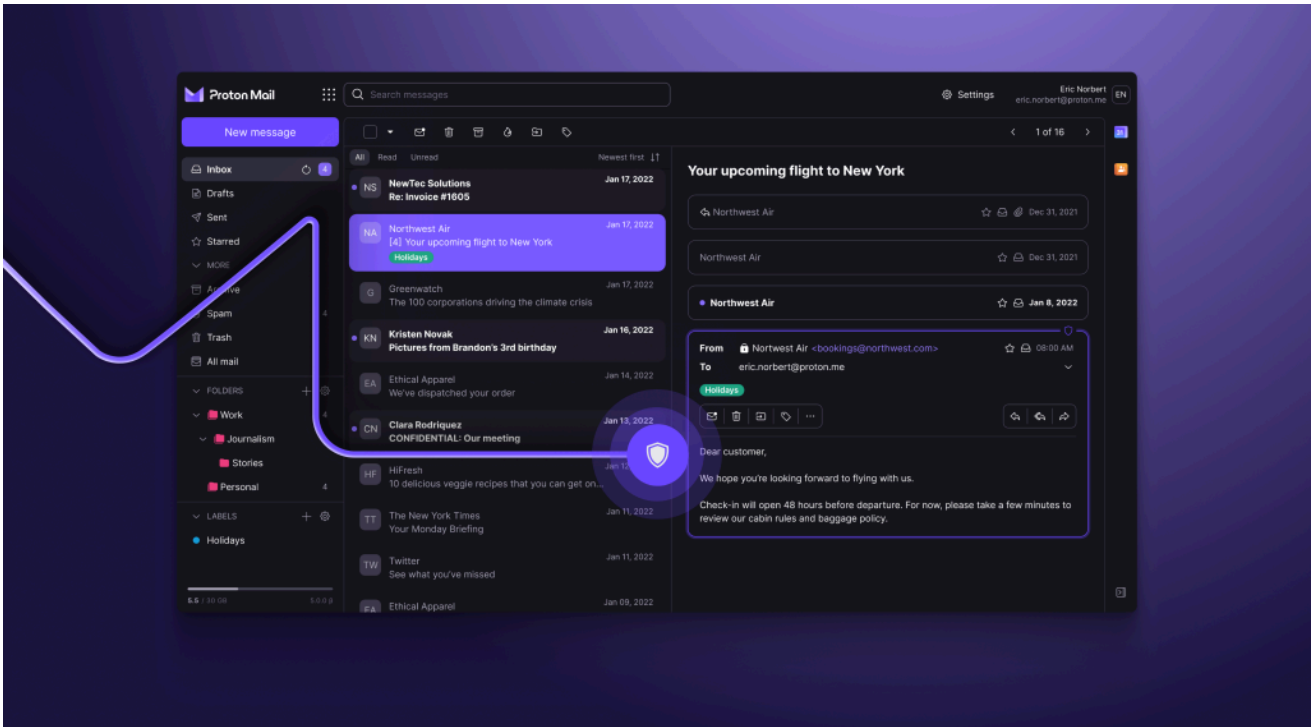 Proton Mail
Search messages
Settings
Eric Norbert
eric.norbert@proton.me
EN
New message
1 of 16
Inbox
4
Drafts
Sent
Starred
MORE
Spam
4
Trash
All mail
FOLDERS
Work
4
Journalism
Stories
Personal
4
LABELS
Holidays
5.5
All Read Unread
Newest first
NS
NewTec Solutions
Jan 17, 2022
Re: Invoice #1605
NA
Northwest Air
Jan 17, 2022
[4] Your upcoming flight to New York
Holidays
G
Greenwatch
Jan 17, 2022
The 100 corporations driving the climate crisis
KN
Kristen Novak
Jan 16, 2022
Pictures from Brandon's 3rd birthday
EA
Ethical Apparel
Jan 14, 2022
We've dispatched your order
CN
Clara Rodriquez
Jan 13, 2022
CONFIDENTIAL: Our meeting
HF
HiFresh
Jan 12
10 delicious veggie recipes that you can get on...
TT
The New York Times
Jan 11, 2022
Your Monday Briefing
TW
Twitter
Jan 11, 2022
See what you've missed
EA
Ethical Apparel
Jan 09, 2022
Your upcoming flight to New York
Northwest Air
Dec 31, 2021
Northwest Air
Dec 31, 2021
Northwest Air
Jan 8, 2022
From Nortwest Air <bookings@northwest.com>
08:00 AM
To eric.norbert@proton.me
Holidays
Dear customer,
We hope you're looking forward to flying with us.
Check-in will open 48 hours before departure. For now, please take a few minutes to
review our cabin rules and baggage policy.